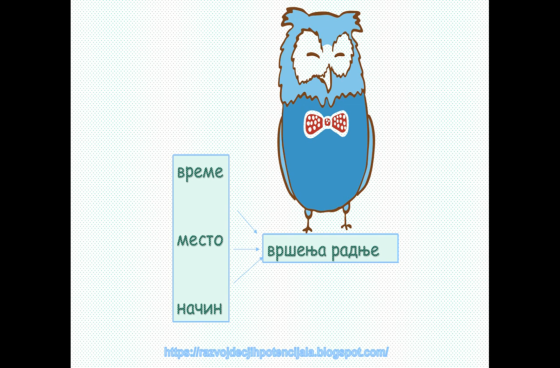 време
место
вршења радње
начин
https://razvojdecjihpotencijala.blogspot.com/